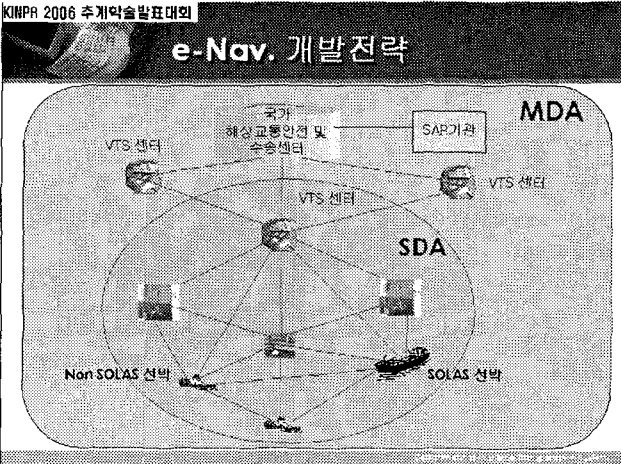 KINPR 2006 추계학술발표대회
e-Nav. 개발전략
MDA
국가
해상교통안전 및
수송센터
SAR기관
VTS 센터
VTS 센터
VTS 센터
SDA
Non SOLAS 선박
SOLAS 선박